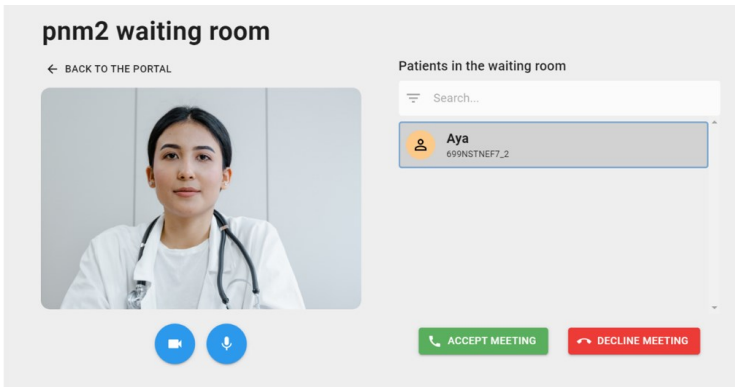 pnm2 waiting room
BACK TO THE PORTAL
Patients in the waiting room
Search...
Aya
699NSTNEF7_2
ACCEPT MEETING
DECLINE MEETING